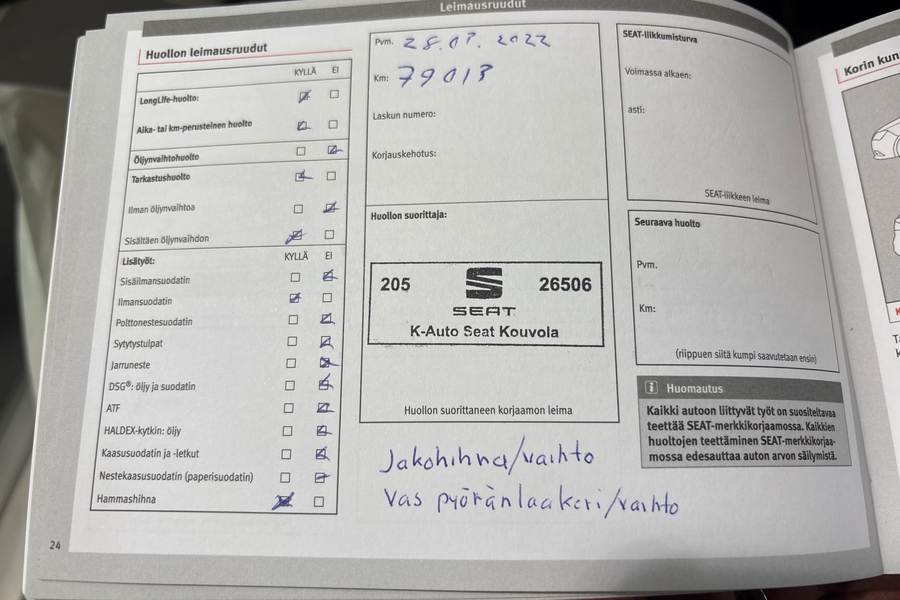 Leimausruudut
Huollon leimausruudut
KYLLÄ EI
LongLife-huolto:
Aika- tai km-perusteinen huolto
Öljynvaihtohuolto
Tarkastushuolto
Ilman öljynvaihtoa
Sisältäen öljynvaihdon
Lisätyöt: KYLLÄ EI
Sisäilmansuodatin
Ilmansuodatin
Polttonestesuodatin
Sytytystulpat
Jarruneste
DSG®: öljy ja suodatin
ATF
HALDEX-kytkin: öljy
Kaasusuodatin ja -letkut
Nestekaasusuodatin (paperisuodatin)
Hammashihna
24
Pvm. 28.07.2022
Km: 79013
Laskun numero:
Korjauskehotus:
Huollon suorittaja:
205 SEAT 26506
K-Auto Seat Kouvola
Huollon suorittaneen korjaamon leima
Jakohihna/vaihto
Vas pyöränlaakeri/vaihto
SEAT-liikkumisturva
Voimassa alkaen:
asti:
SEAT-liikkeen leima
Seuraava huolto
Pvm.
Km:
(riippuen siitä kumpi saavutetaan ensin)
Huomautus
Kaikki autoon liittyvät työt on suositeltavaa
teettää SEAT-merkkikorjaamossa. Kaikkien
huoltojen teettäminen SEAT-merkkikorjaa-
mossa edesauttaa auton arvon säilymistä.
Korin kun